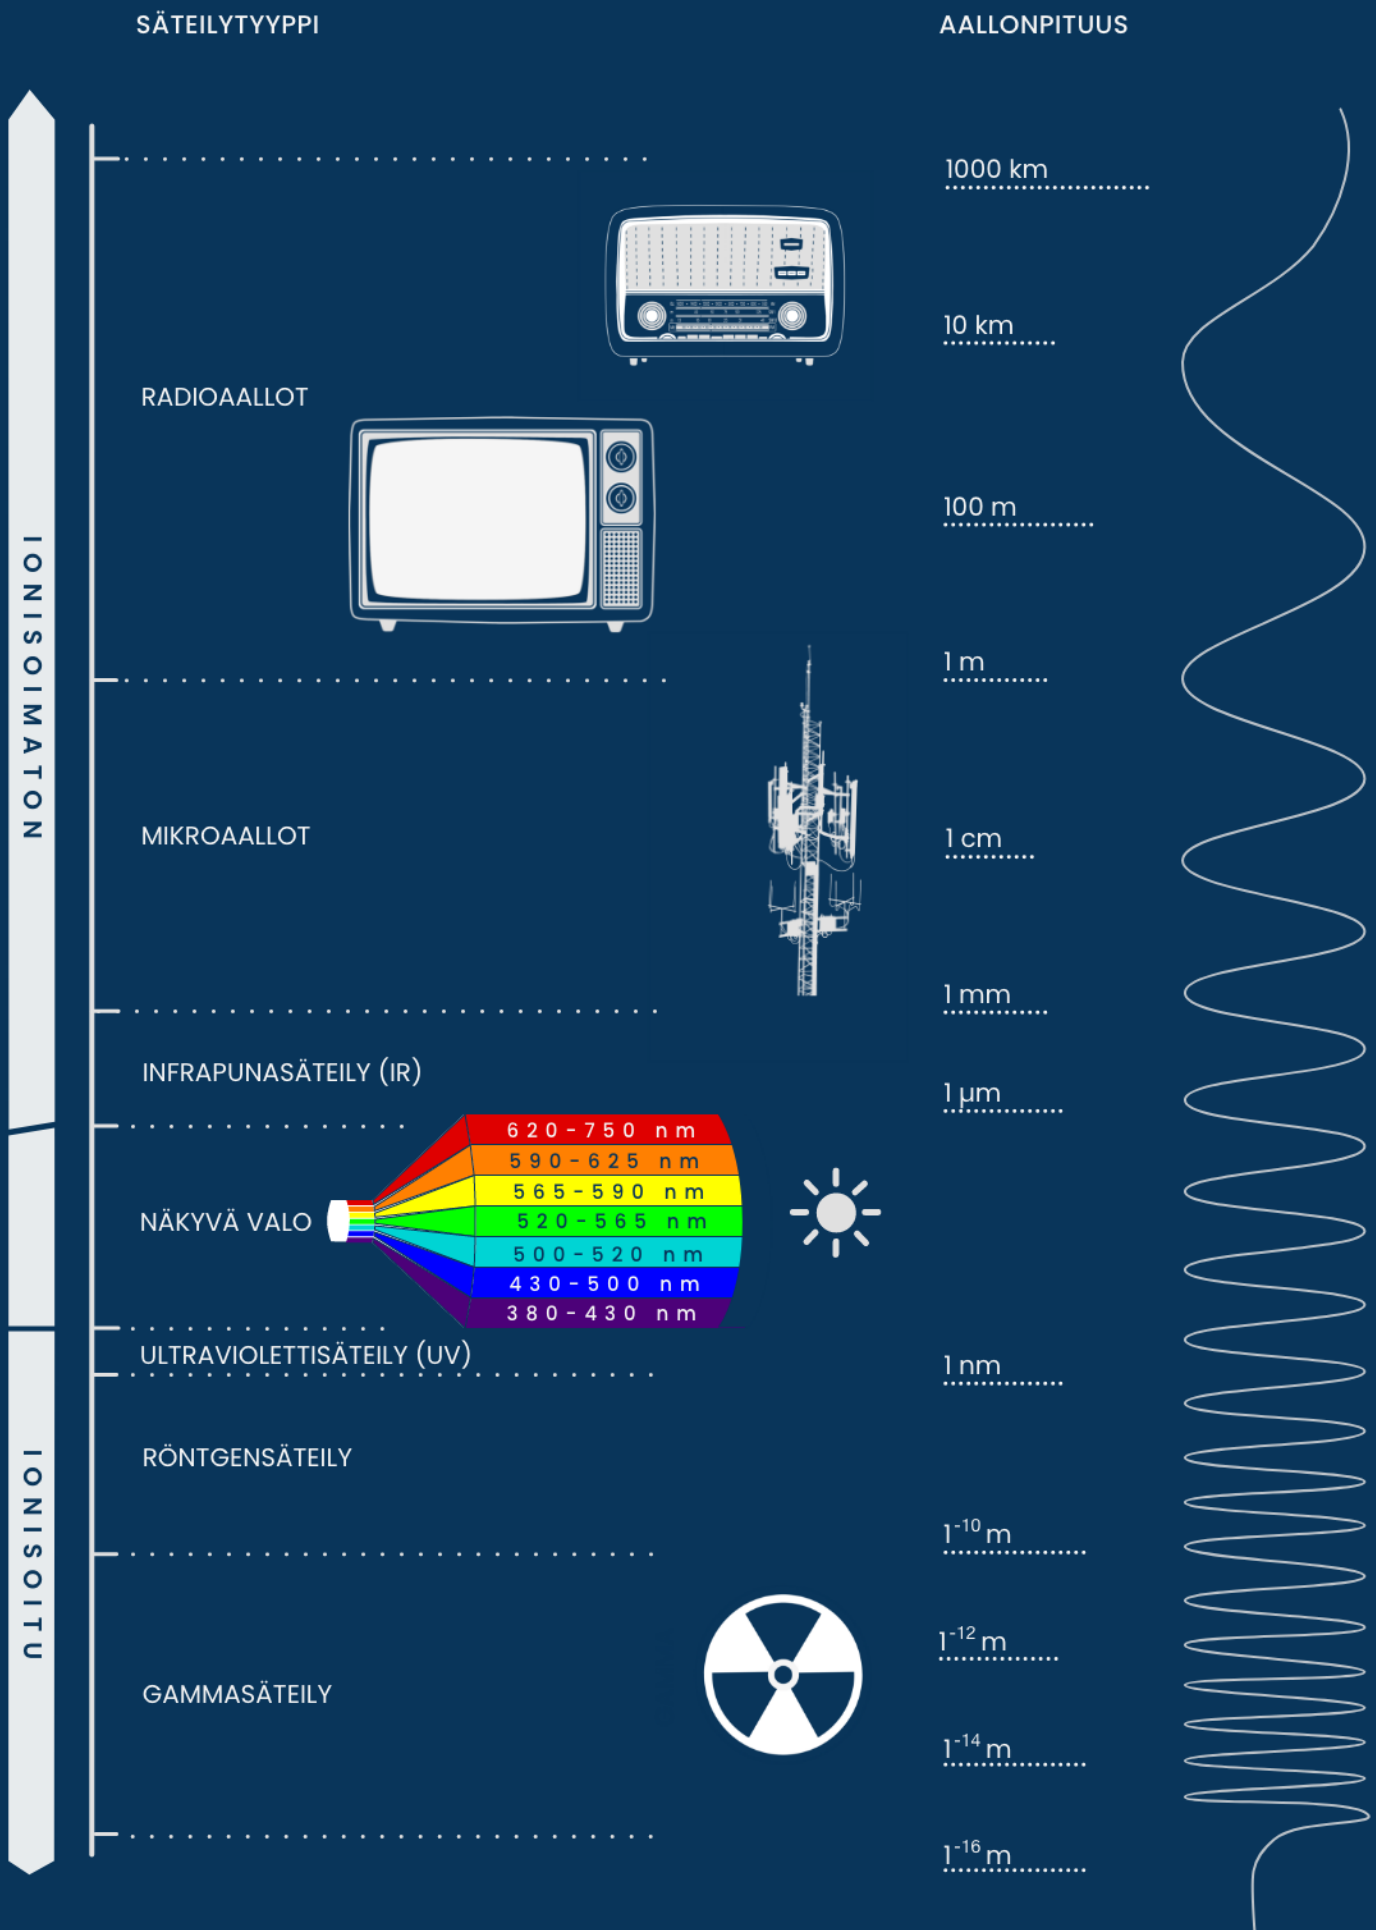 SÄTEILYTYYPPI
AALLONPITUUS
IONISOIMATON
IONISOITU
RADIOAALLOT
MIKROAALLOT
INFRAPUNASÄTEILY (IR)
NÄKYVÄ VALO
620-750 nm
590-625 nm
565-590 nm
520-565 nm
500-520 nm
430-500 nm
380-430 nm
ULTRAVIOLETTISÄTEILY (UV)
RÖNTGENSÄTEILY
GAMMASÄTEILY
1000 km
10 km
100 m
1 m
1 cm
1 mm
1 µm
1 nm
1⁻¹⁰ m
1⁻¹² m
1⁻¹⁴ m
1⁻¹⁶ m